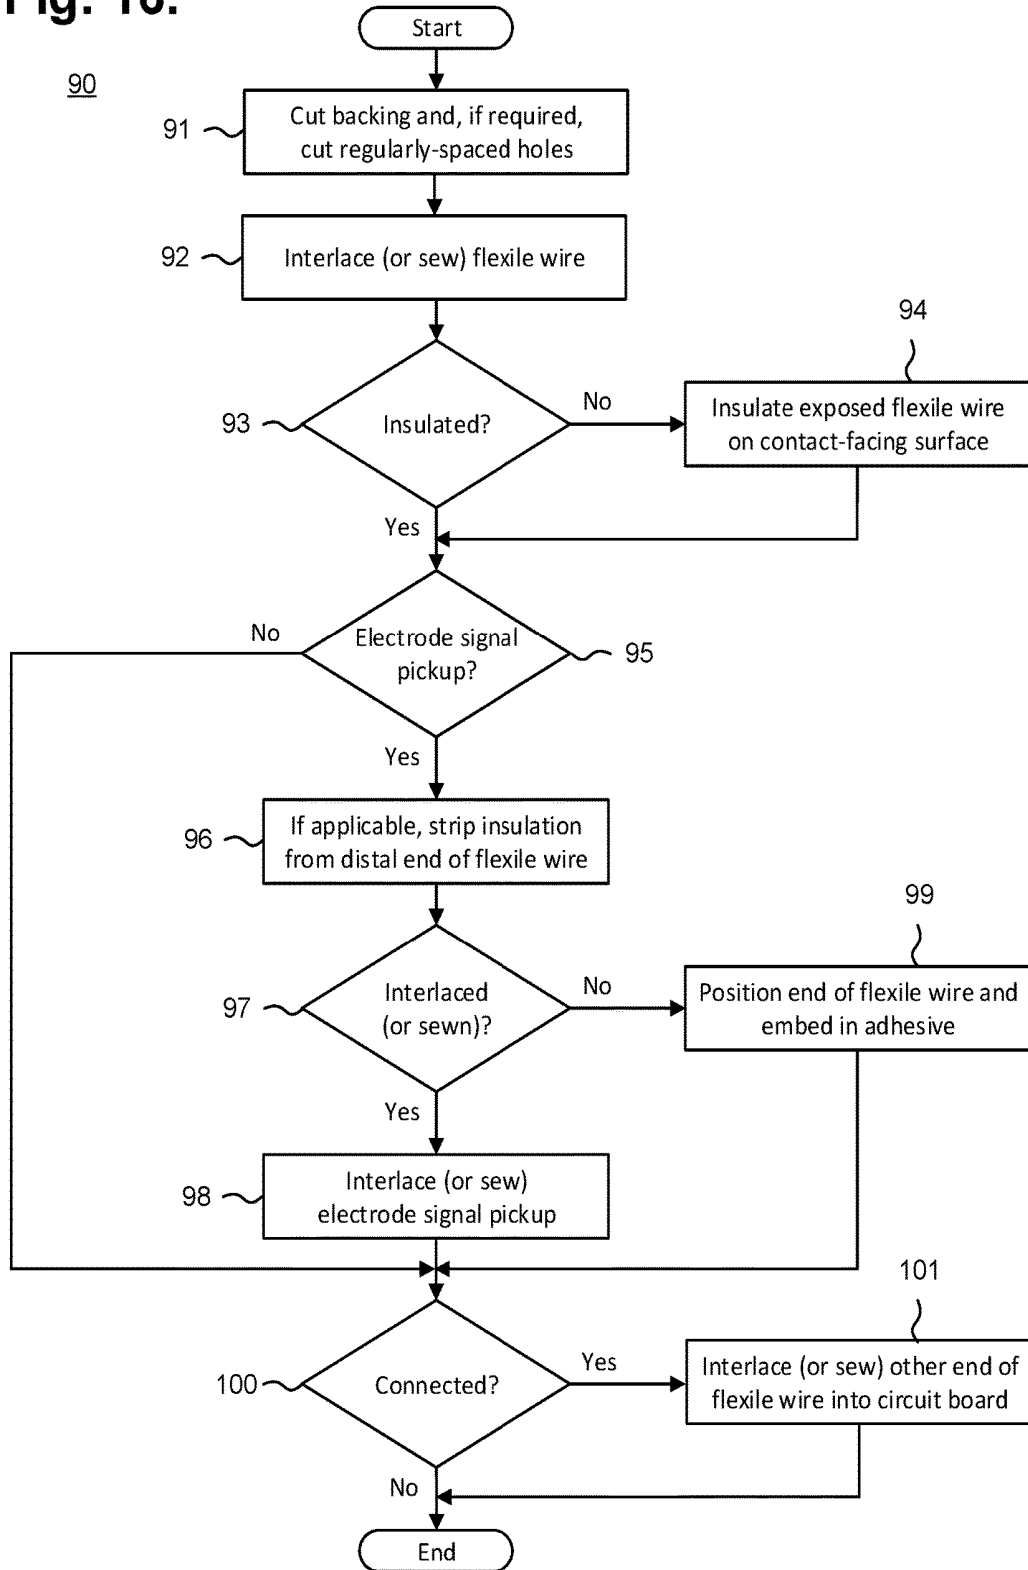 Fig. 16.
Start
90
91
Cut backing and, if required,
cut regularly-spaced holes
92
Interlace (or sew) flexile wire
94
93
Insulated?
No
Insulate exposed flexile wire
on contact-facing surface
Yes
No
Electrode signal
pickup?
95
Yes
96
If applicable, strip insulation
from distal end of flexile wire
99
97
Interlaced
(or sewn)?
No
Position end of flexile wire and
embed in adhesive
Yes
98
Interlace (or sew)
electrode signal pickup
101
100
Connected?
Yes
Interlace (or sew) other end of
flexile wire into circuit board
No
End